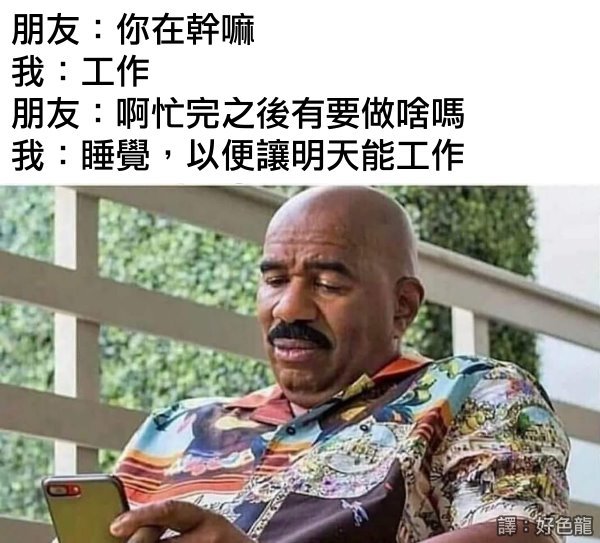 朋友：你在幹嘛
我：工作
朋友：啊忙完之後有要做啥嗎
我：睡覺，以便讓明天能工作
譯：好色龍